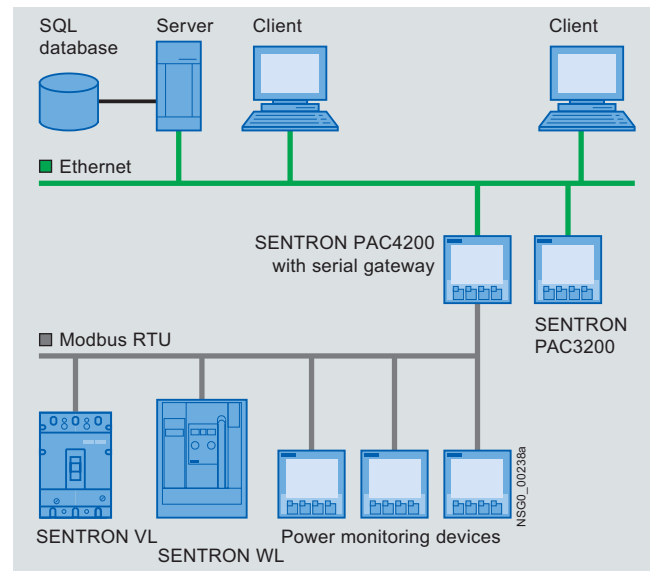 SQL
database
Server
Client
Client
Ethernet
SENTRON PAC4200
with serial gateway
SENTRON
PAC3200
Modbus RTU
SENTRON VL
SENTRON WL
Power monitoring devices
NSG0_00238a